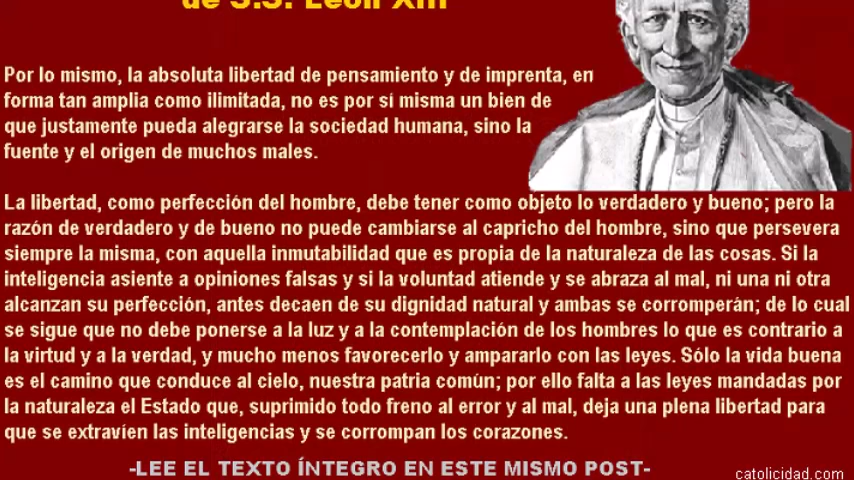 de S.S. León XIII
Por lo mismo, la absoluta libertad de pensamiento y de imprenta, en
forma tan amplia como ilimitada, no es por sí misma un bien de
que justamente pueda alegrarse la sociedad humana, sino la
fuente y el origen de muchos males.
La libertad, como perfección del hombre, debe tener como objeto lo verdadero y bueno; pero la
razón de verdadero y de bueno no puede cambiarse al capricho del hombre, sino que persevera
siempre la misma, con aquella inmutabilidad que es propia de la naturaleza de las cosas. Si la
inteligencia asiente a opiniones falsas y si la voluntad atiende y se abraza al mal, ni una ni otra
alcanzan su perfección, antes decaen de su dignidad natural y ambas se corromperán; de lo cual
se sigue que no debe ponerse a la luz y a la contemplación de los hombres lo que es contrario a
la virtud y a la verdad, y mucho menos favorecerlo y ampararlo con las leyes. Sólo la vida buena
es el camino que conduce al cielo, nuestra patria común; por ello falta a las leyes mandadas por
la naturaleza el Estado que, suprimido todo freno al error y al mal, deja una plena libertad para
que se extravíen las inteligencias y se corrompan los corazones.
-LEE EL TEXTO ÍNTEGRO EN ESTE MISMO POST-
catolicidad.com